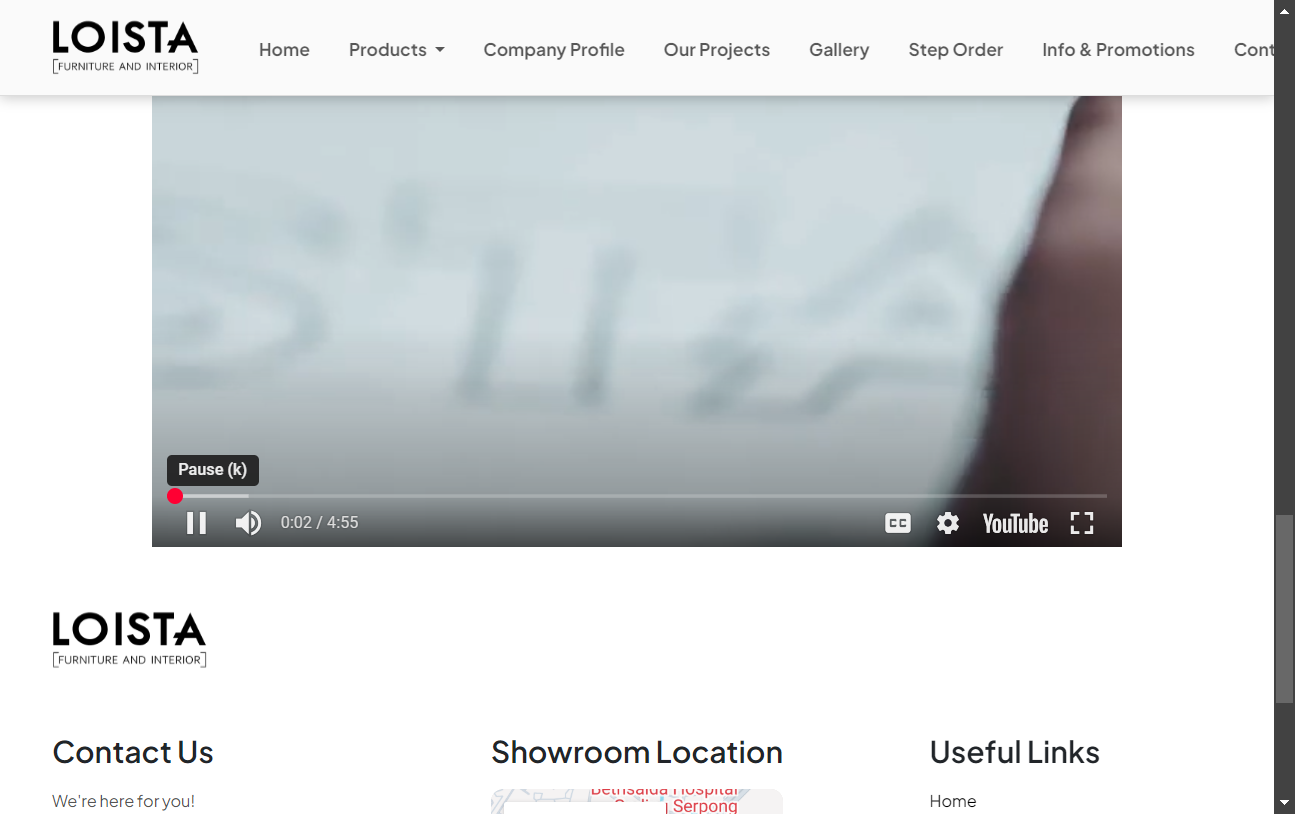 LOISTA
[FURNITURE AND INTERIOR]
Home Products Company Profile Our Projects Gallery Step Order Info & Promotions Cont
STA
Pause (k)
0:02 / 4:55
CC
YouTube
LOISTA
[FURNITURE AND INTERIOR]
Contact Us
We're here for you!
Showroom Location
Bethsaida Hospital
Serpong
Useful Links
Home